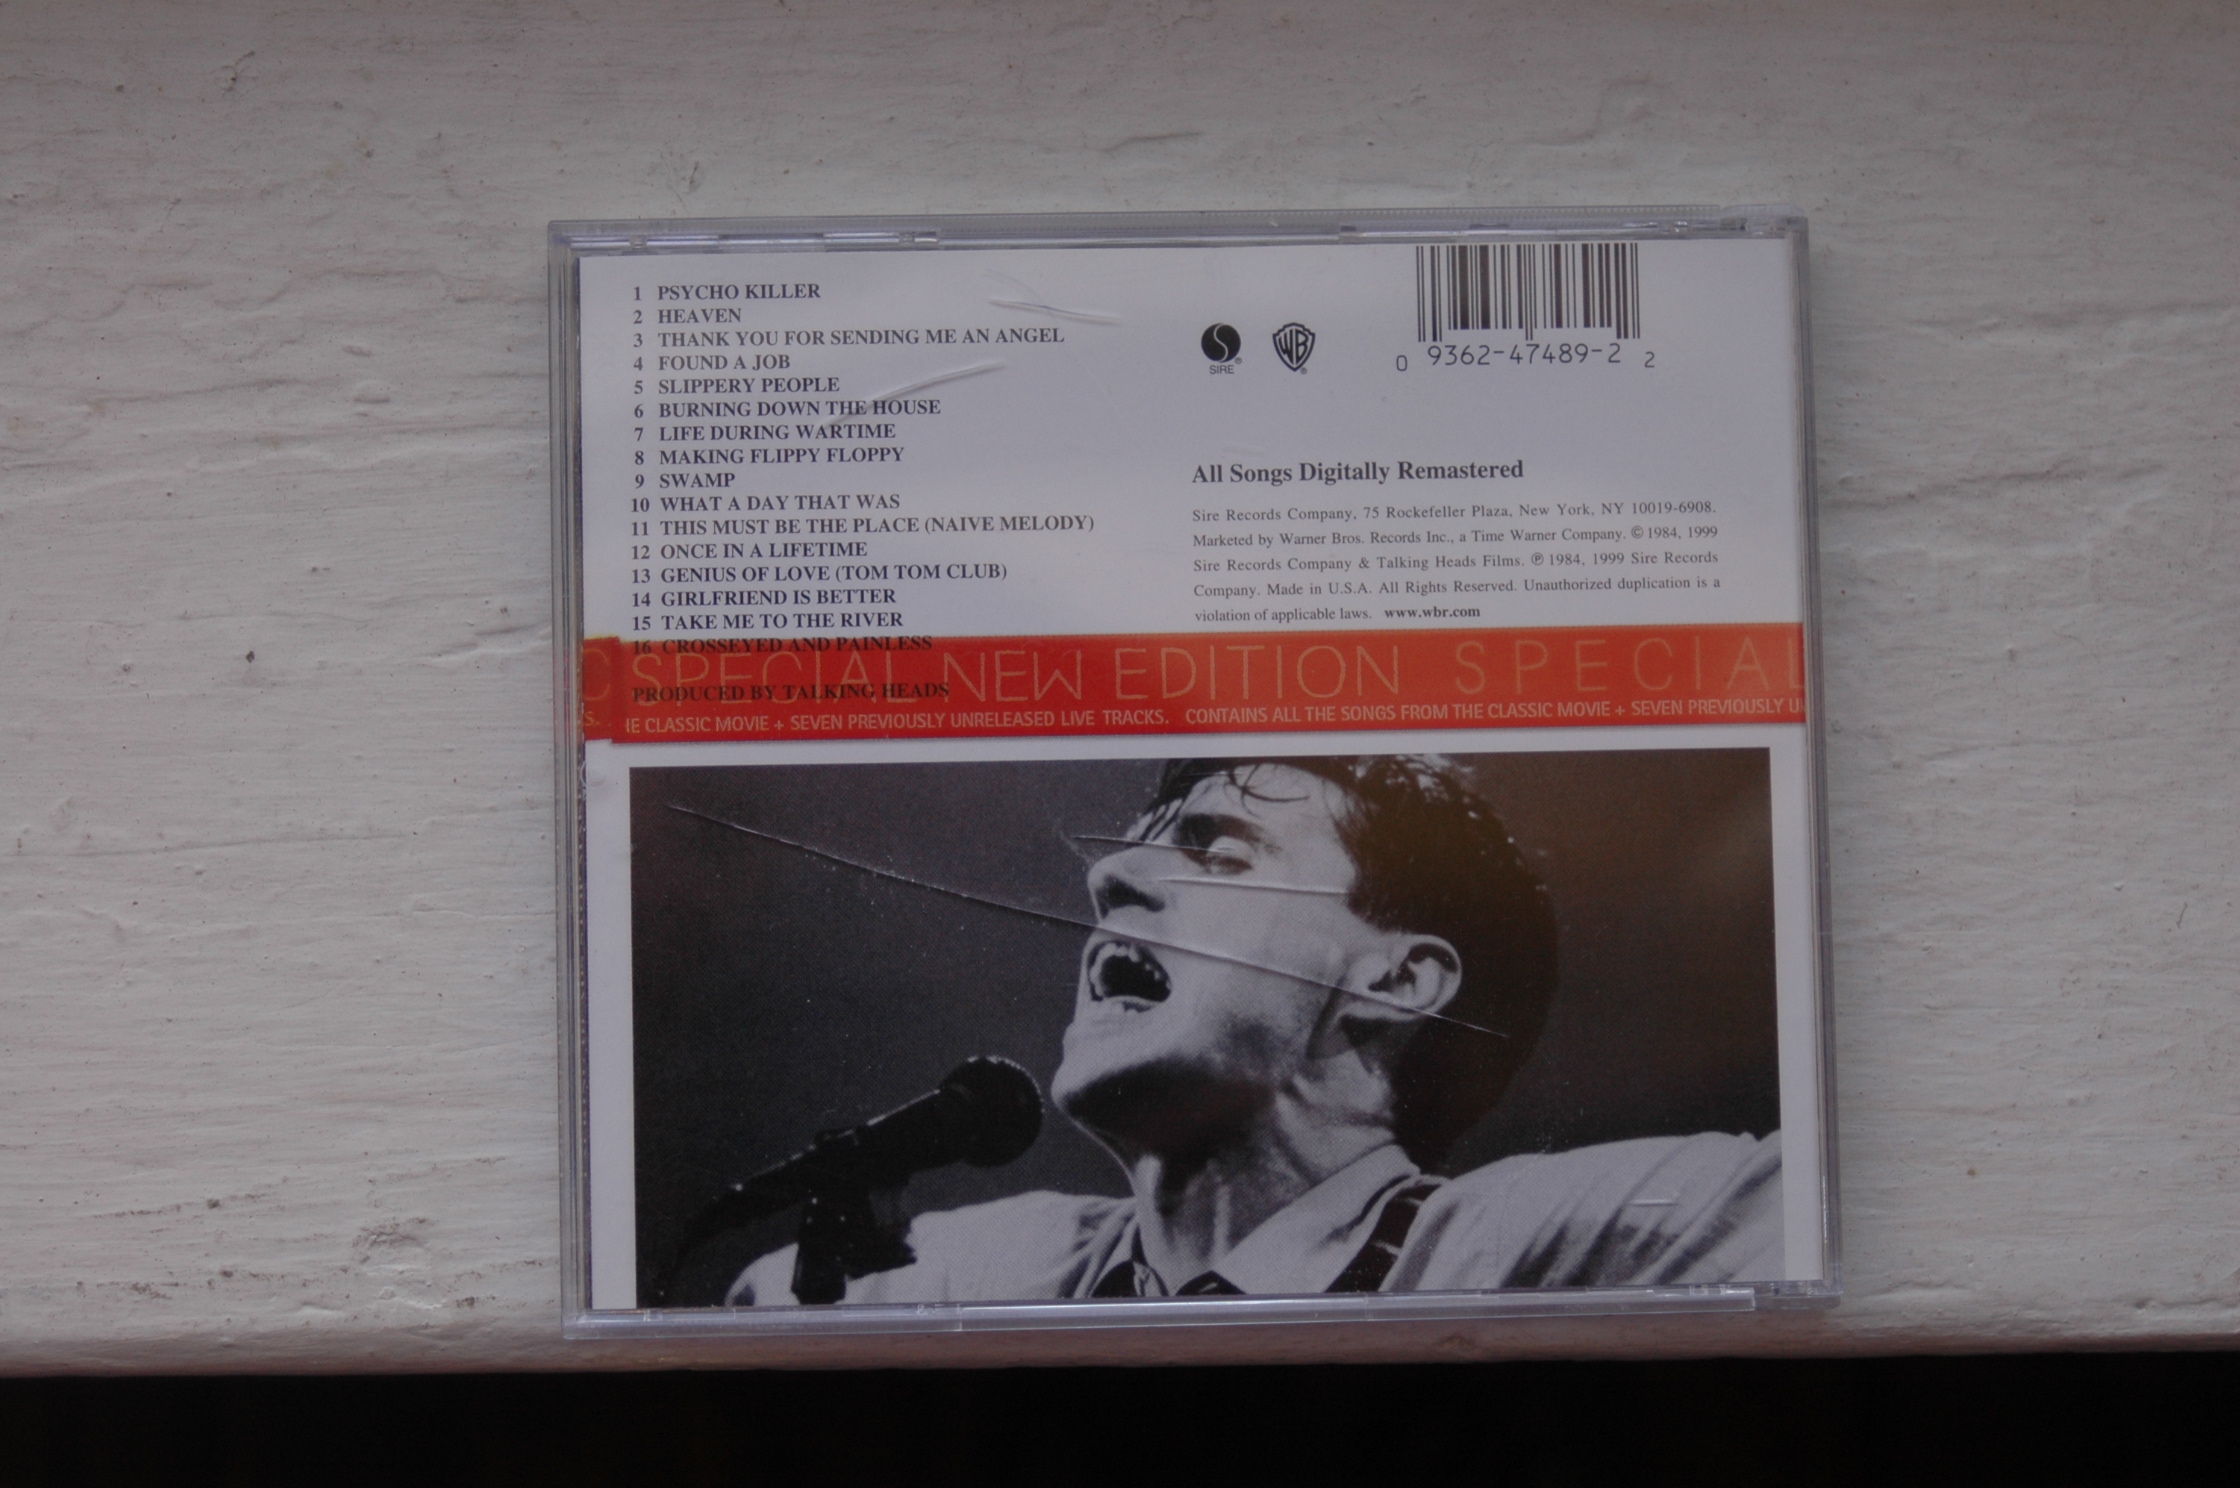 1 PSYCHO KILLER
2 HEAVEN
3 THANK YOU FOR SENDING ME AN ANGEL
4 FOUND A JOB
5 SLIPPERY PEOPLE
6 BURNING DOWN THE HOUSE
7 LIFE DURING WARTIME
8 MAKING FLIPPY FLOPPY
9 SWAMP
10 WHAT A DAY THAT WAS
11 THIS MUST BE THE PLACE (NAIVE MELODY)
12 ONCE IN A LIFETIME
13 GENIUS OF LOVE (TOM TOM CLUB)
14 GIRLFRIEND IS BETTER
15 TAKE ME TO THE RIVER
16 CROSSEYED AND PAINLESS
PRODUCED BY TALKING HEADS
SIRE
WB
0 9362-47489-2 2
All Songs Digitally Remastered
Sire Records Company, 75 Rockefeller Plaza, New York, NY 10019-6908.
Marketed by Warner Bros. Records Inc., a Time Warner Company. © 1984, 1999
Sire Records Company & Talking Heads Films. ℗ 1984, 1999 Sire Records
Company. Made in U.S.A. All Rights Reserved. Unauthorized duplication is a
violation of applicable laws. www.wbr.com
SPECIAL NEW EDITION SPECIAL
CLASSIC MOVIE + SEVEN PREVIOUSLY UNRELEASED LIVE TRACKS. CONTAINS ALL THE SONGS FROM THE CLASSIC MOVIE + SEVEN PREVIOUSLY